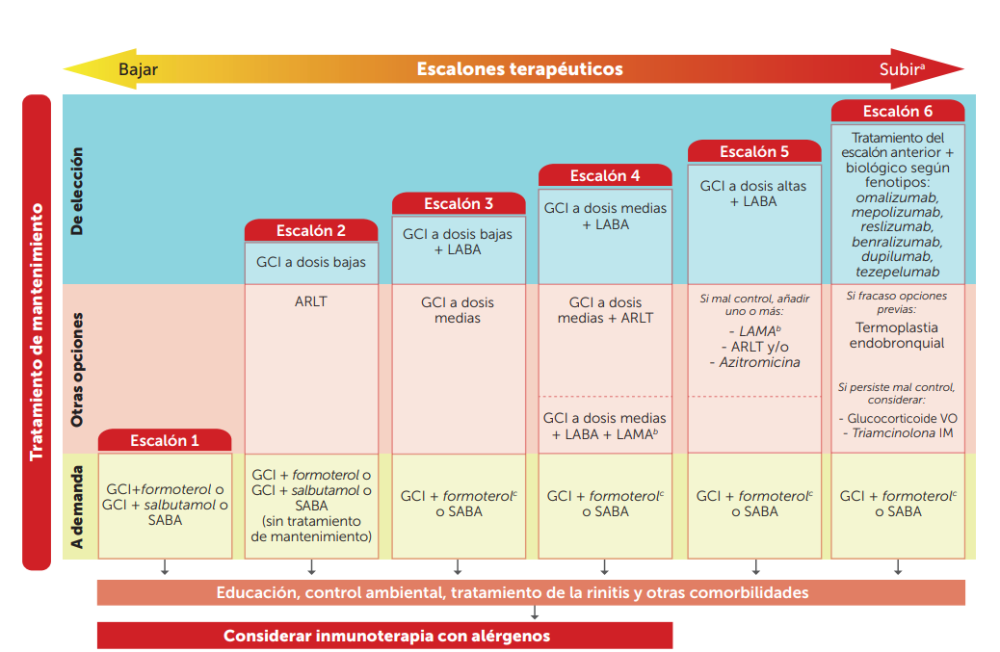 Bajar
Escalones terapéuticos
Subirª
Tratamiento de mantenimiento
De elección
Otras opciones
A demanda
Escalón 1
GCI+formoterol o
GCI + salbutamol o
SABA
Escalón 2
GCI a dosis bajas
ARLT
GCI + formoterol o
GCI + salbutamol o
SABA
(sin tratamiento
de mantenimiento)
Escalón 3
GCI a dosis bajas
+ LABA
GCI a dosis
medias
GCI + formoterolᶜ
o SABA
Escalón 4
GCI a dosis medias
+ LABA
GCI a dosis
medias + ARLT
GCI a dosis medias
+ LABA + LAMAᵇ
GCI + formoterolᶜ
o SABA
Escalón 5
GCI a dosis altas
+ LABA
Si mal control, añadir
uno o más:
- LAMAᵇ
- ARLT y/o
- Azitromicina
GCI + formoterolᶜ
o SABA
Escalón 6
Tratamiento del
escalón anterior +
biológico según
fenotipos:
omalizumab,
mepolizumab,
reslizumab,
benralizumab,
dupilumab,
tezepelumab
Si fracaso opciones
previas:
Termoplastia
endobronquial
Si persiste mal control,
considerar:
- Glucocorticoide VO
- Triamcinolona IM
GCI + formoterolᶜ
o SABA
Educación, control ambiental, tratamiento de la rinitis y otras comorbilidades
Considerar inmunoterapia con alérgenos